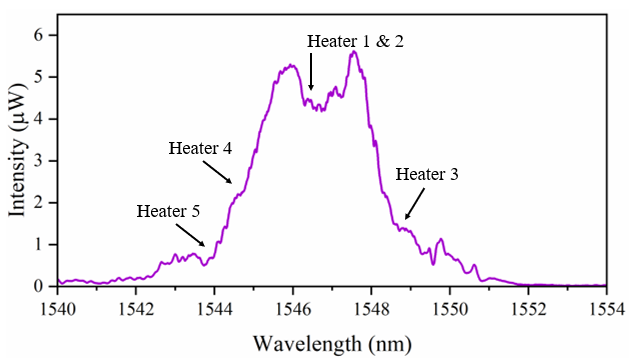 6
5
4
3
2
1
0
Intensity (μW)
Heater 1 & 2
Heater 4
Heater 3
Heater 5
1540 1542 1544 1546 1548 1550 1552 1554
Wavelength (nm)